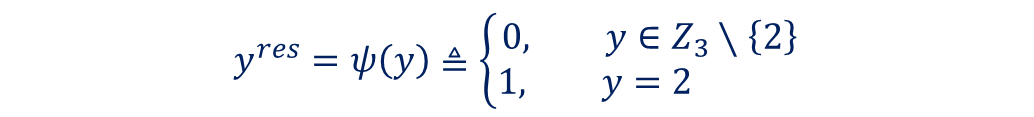 y^{res} = ψ(y) ≜ { 0, y ∈ Z_3 \ {2}
1, y = 2